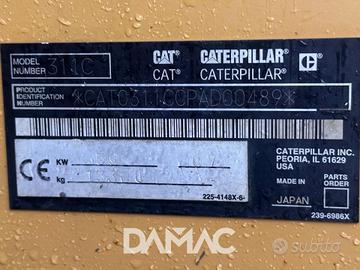 MODEL NUMBER 311C CAT CATERPILLAR C
CAT® CATERPILLAR®
PRODUCT IDENTIFICATION NUMBER
KW
kg
CE
225-4148X-6-
CATERPILLAR INC.
PEORIA, IL 61629
USA
MADE IN JAPAN
PARTS ORDER
239-6986X
DAMAC
subito